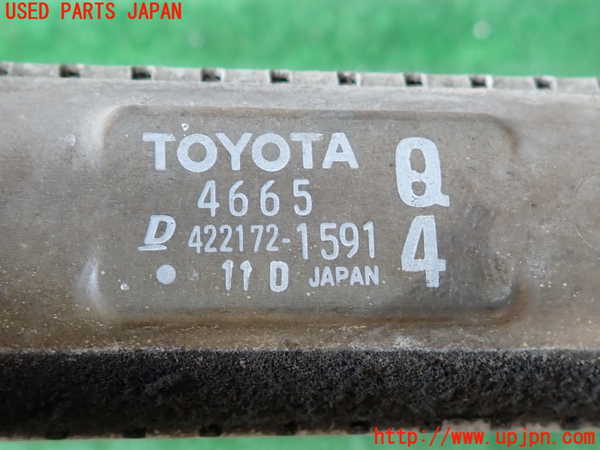 USED PARTS JAPAN
TOYOTA
Q
4665
D 422172-1591
4
11 D JAPAN
http://www.upjpn.com/